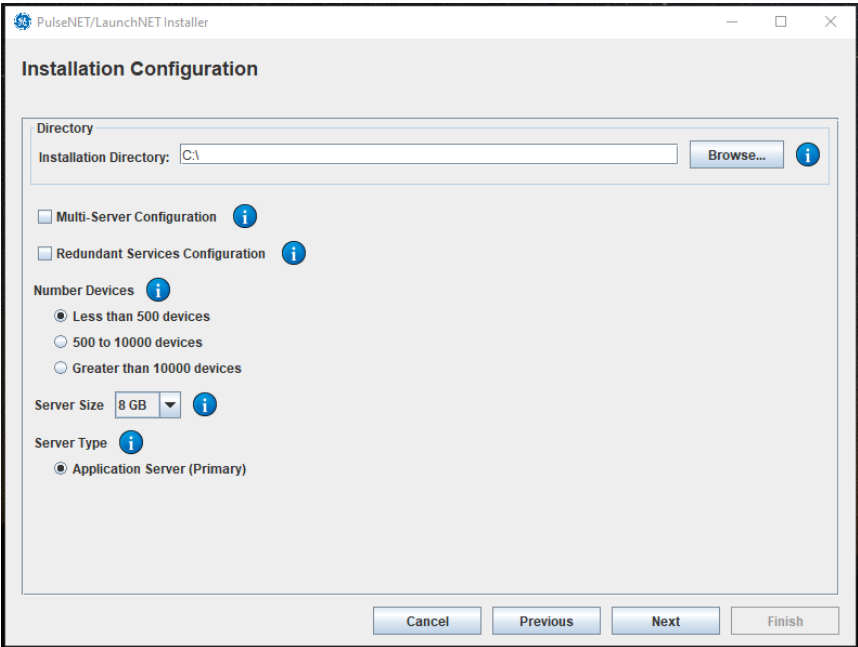 PulseNET/LaunchNET Installer
Installation Configuration
Directory
Installation Directory: C:\ Browse...
Multi-Server Configuration
Redundant Services Configuration
Number Devices
Less than 500 devices
500 to 10000 devices
Greater than 10000 devices
Server Size 8 GB
Server Type
Application Server (Primary)
Cancel Previous Next Finish